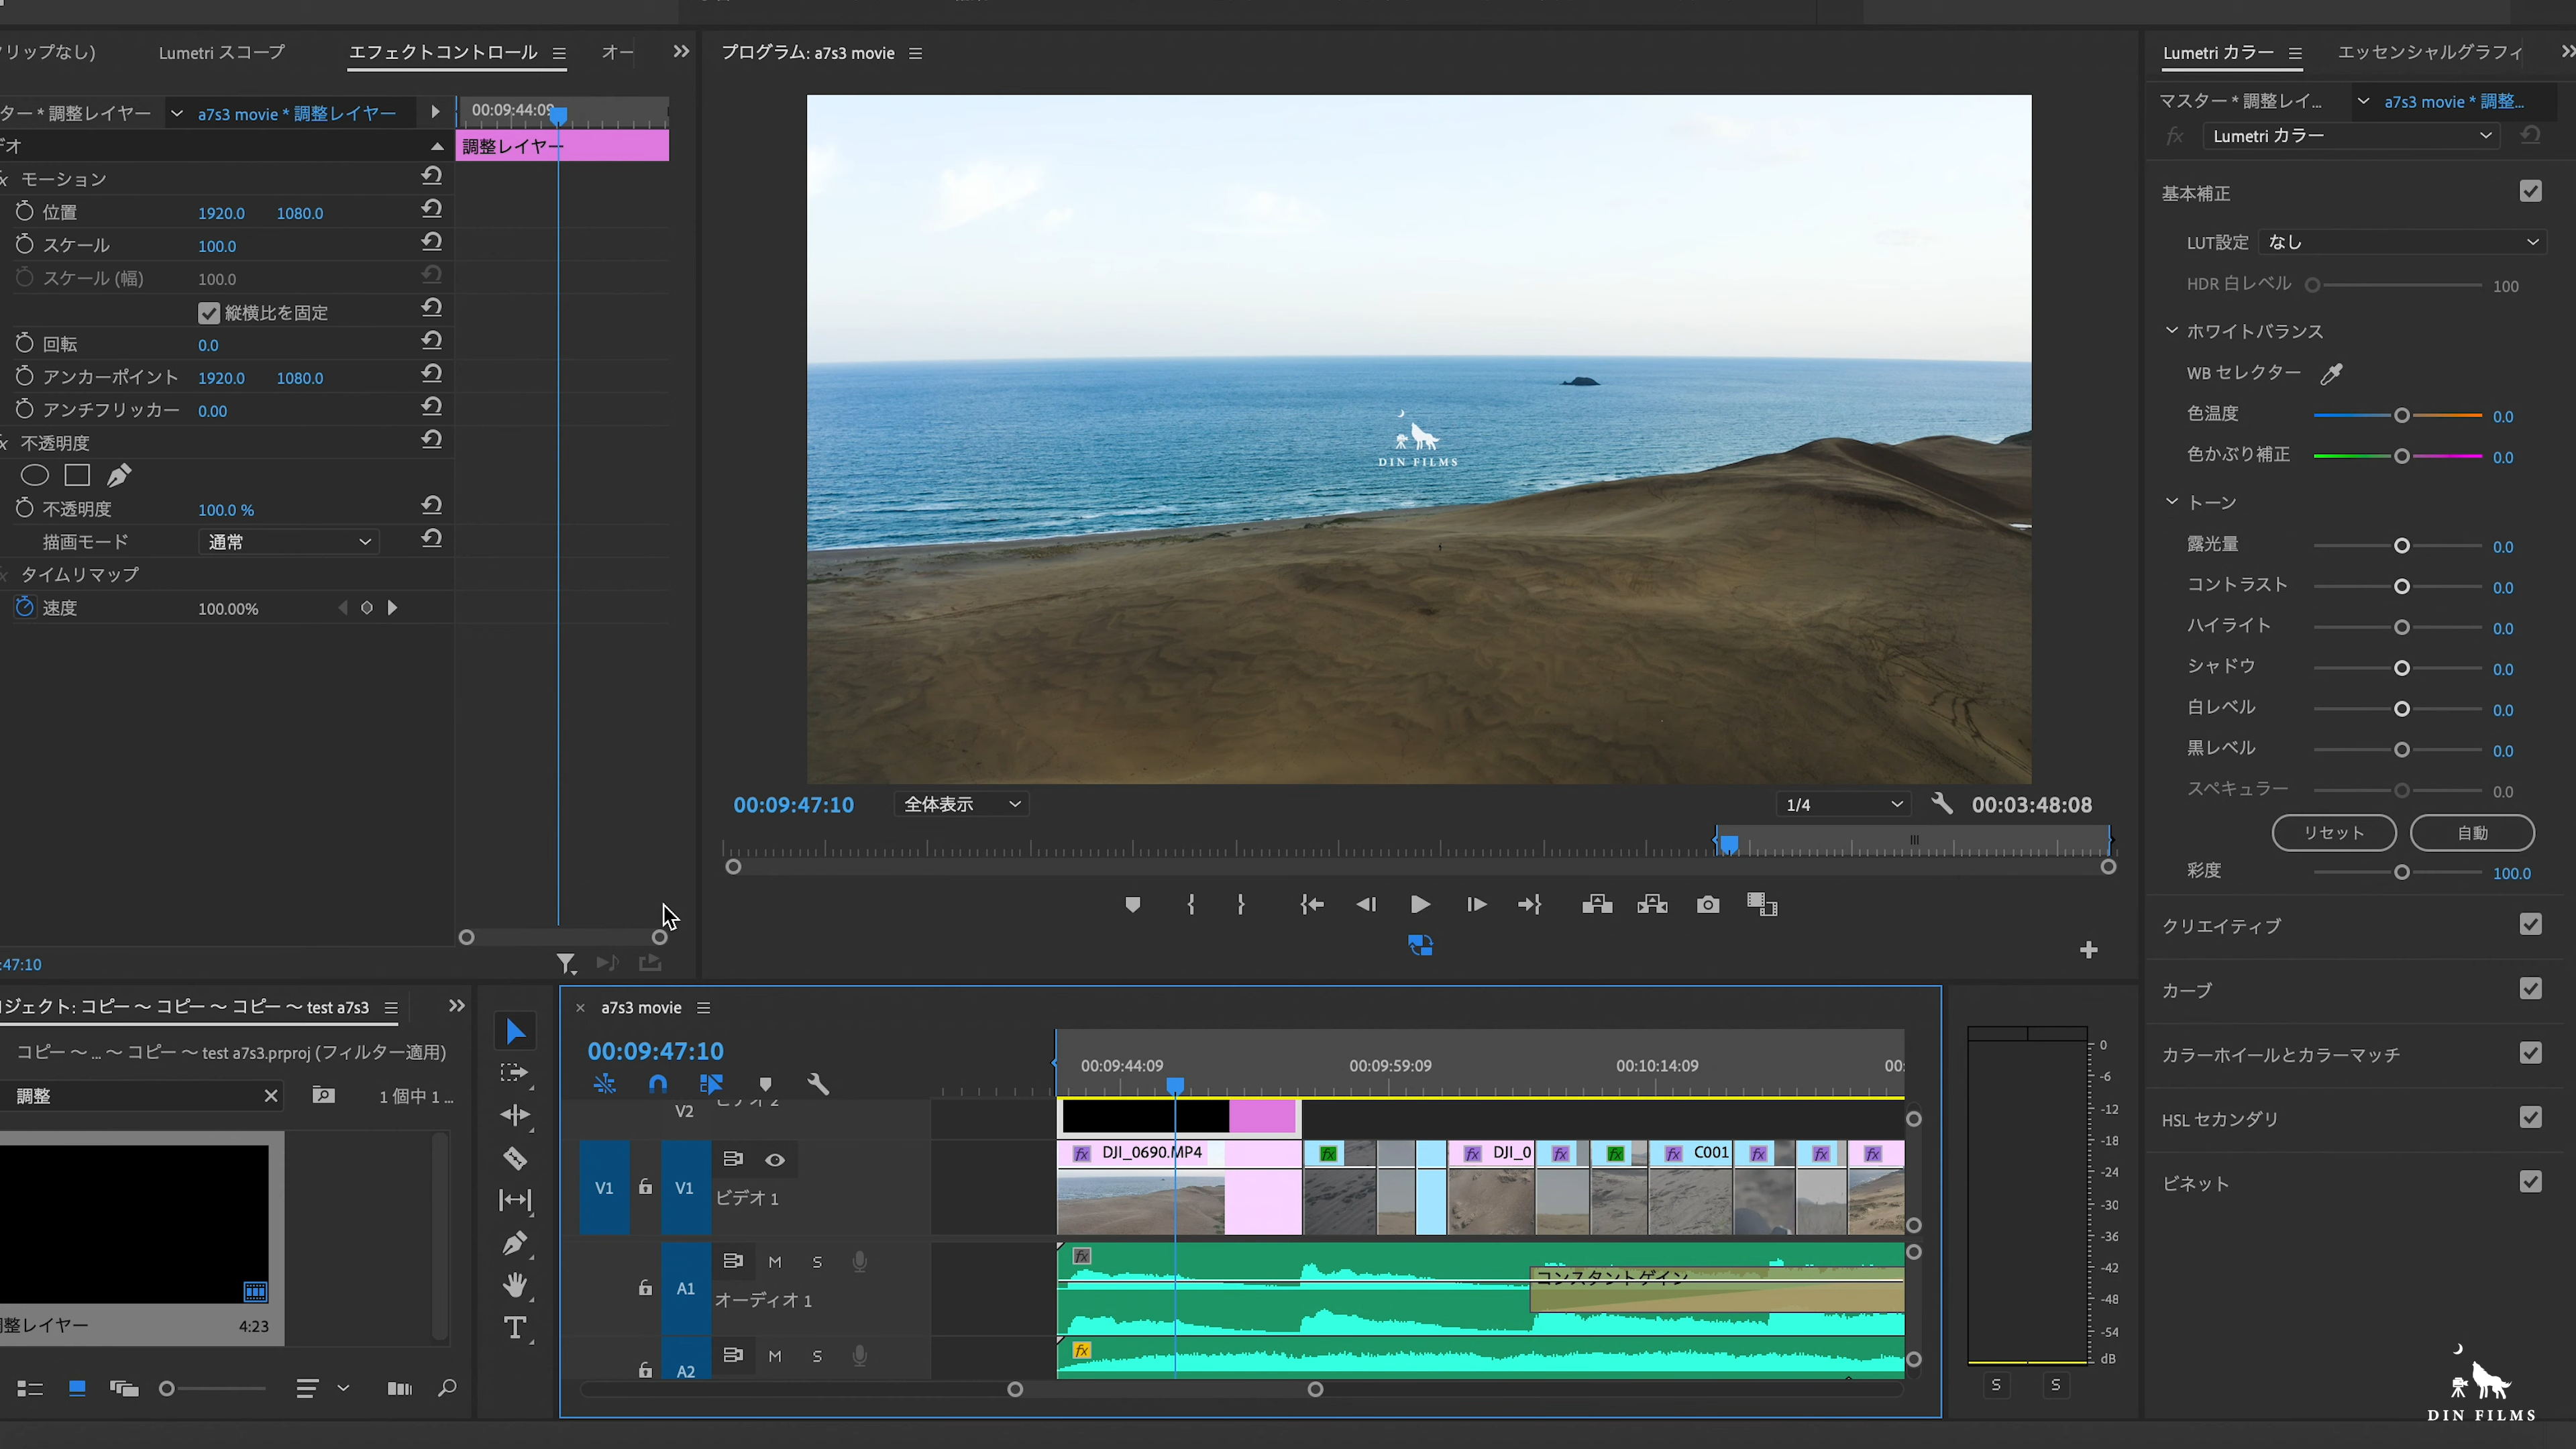 リップなし)
Lumetri スコープ
エフェクトコントロール
オー
プログラム: a7s3 movie
Lumetri カラー
エッセンシャルグラフィ
ター * 調整レイヤー
a7s3 movie * 調整レイヤー
00:09:44:09
マスター * 調整レイ...
a7s3 movie * 調整...
fx
Lumetri カラー
オ
調整レイヤー
モーション
位置 1920.0 1080.0
スケール 100.0
スケール (幅) 100.0
縦横比を固定
回転 0.0
アンカーポイント 1920.0 1080.0
アンチフリッカー 0.00
不透明度
不透明度 100.0 %
描画モード 通常
タイムリマップ
速度 100.00%
:47:10
DIN FILMS
00:09:47:10
全体表示
1/4
00:03:48:08
基本補正
LUT設定 なし
HDR 白レベル 100
ホワイトバランス
WB セレクター
色温度 0.0
色かぶり補正 0.0
トーン
露光量 0.0
コントラスト 0.0
ハイライト 0.0
シャドウ 0.0
白レベル 0.0
黒レベル 0.0
スペキュラー 0.0
リセット 自動
彩度 100.0
クリエイティブ
カーブ
カラーホイールとカラーマッチ
HSL セカンダリ
ビネット
ジェクト: コピー 〜 コピー 〜 コピー 〜 test a7s3
コピー 〜 ... 〜 コピー 〜 test a7s3.prproj (フィルター適用)
調整
1 個中 1 ...
整レイヤー 4:23
a7s3 movie
00:09:47:10
00:09:44:09 00:09:59:09 00:10:14:09 00:
V2 ビデオ 2
fx DJI_0690.MP4 fx fx DJI_0 fx fx fx C001 fx fx fx
V1 V1 ビデオ 1
fx
A1 M S
オーディオ 1
コンスタントゲイン
A2 M S
fx
0
-6
-12
-18
-24
-30
-36
-42
-48
-54
dB
S S
DIN FILMS